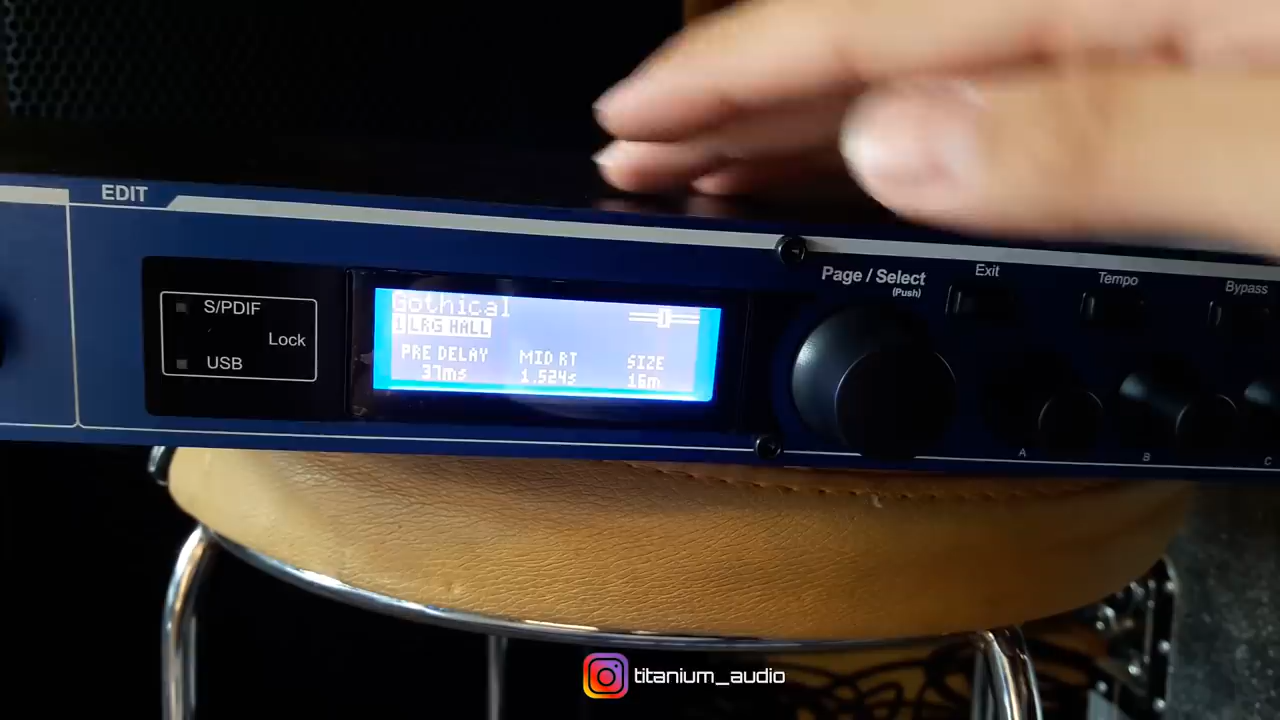 EDIT
S/PDIF
Lock
USB
Gothical
1 LRG HALL
PRE DELAY MID RT SIZE
37ms 1.524s 16m
Page / Select
(Push)
Exit
Tempo
Bypass
A
B
C
titanium_audio